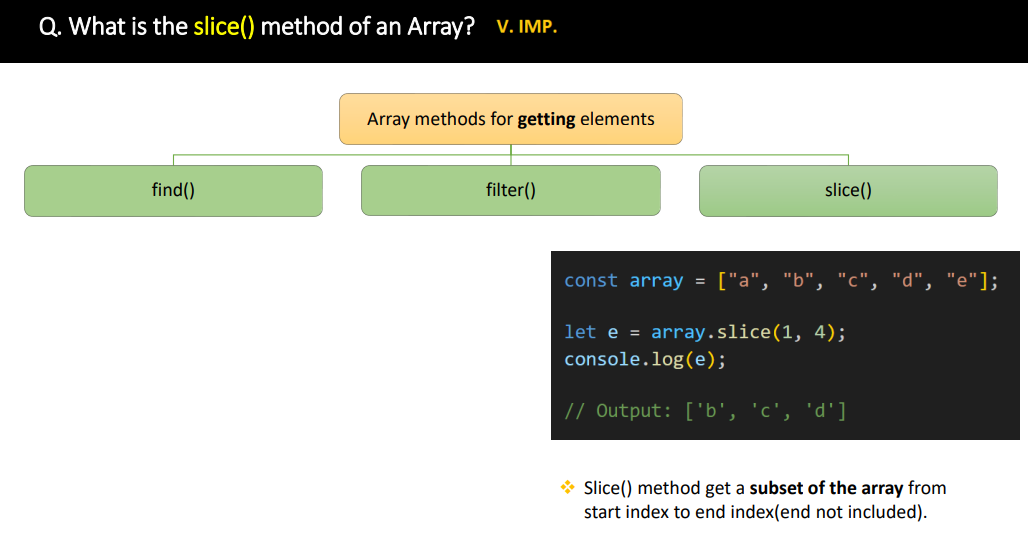 Q. What is the slice() method of an Array? V. IMP.
Array methods for getting elements
find()
filter()
slice()
const array = ["a", "b", "c", "d", "e"];
let e = array.slice(1, 4);
console.log(e);
// Output: ['b', 'c', 'd']
Slice() method get a subset of the array from
start index to end index(end not included).